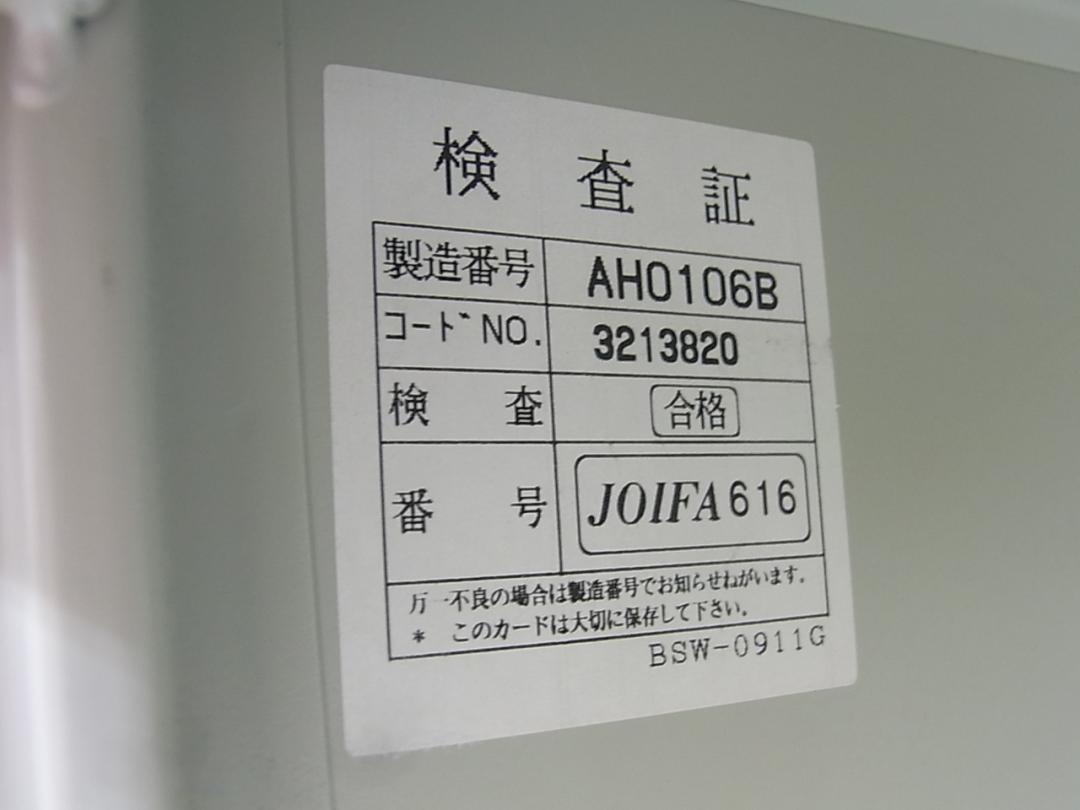 検査証
製造番号 AH0106B
コードNO. 3213820
検査 合格
番号 JOIFA616
万一不良の場合は製造番号でお知らせねがいます。
* このカードは大切に保存して下さい。
BSW-0911G